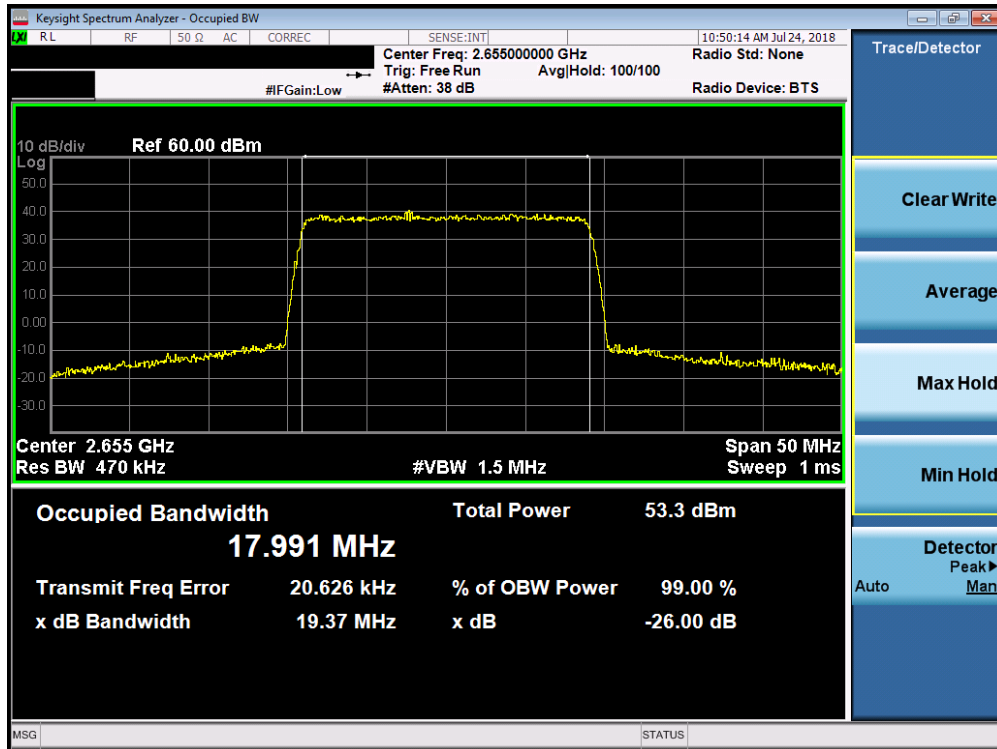 Keysight Spectrum Analyzer - Occupied BW
LXI RL RF 50 Ω AC CORREC SENSE:INT 10:50:14 AM Jul 24, 2018
Center Freq: 2.655000000 GHz Radio Std: None
Trig: Free Run Avg|Hold: 100/100
#IFGain:Low #Atten: 38 dB Radio Device: BTS
10 dB/div Ref 60.00 dBm
Log
50.0
40.0
30.0
20.0
10.0
0.00
-10.0
-20.0
-30.0
Center 2.655 GHz Span 50 MHz
Res BW 470 kHz #VBW 1.5 MHz Sweep 1 ms
Occupied Bandwidth Total Power 53.3 dBm
17.991 MHz
Transmit Freq Error 20.626 kHz % of OBW Power 99.00 %
x dB Bandwidth 19.37 MHz x dB -26.00 dB
MSG STATUS
Trace/Detector
Clear Write
Average
Max Hold
Min Hold
Detector
Peak▶
Auto Man